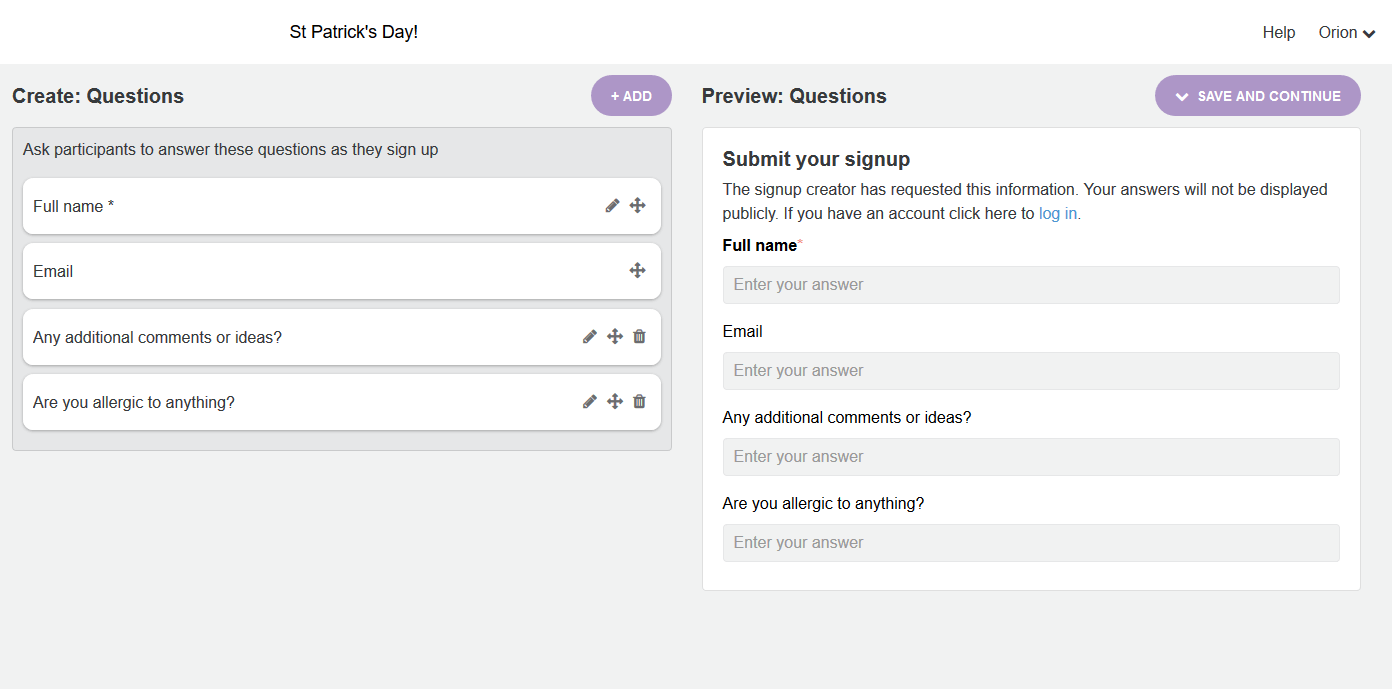 St Patrick's Day!
Help
Orion
Create: Questions
+ ADD
Ask participants to answer these questions as they sign up
Full name *
Email
Any additional comments or ideas?
Are you allergic to anything?
Preview: Questions
SAVE AND CONTINUE
Submit your signup
The signup creator has requested this information. Your answers will not be displayed
publicly. If you have an account click here to log in.
Full name*
Enter your answer
Email
Enter your answer
Any additional comments or ideas?
Enter your answer
Are you allergic to anything?
Enter your answer